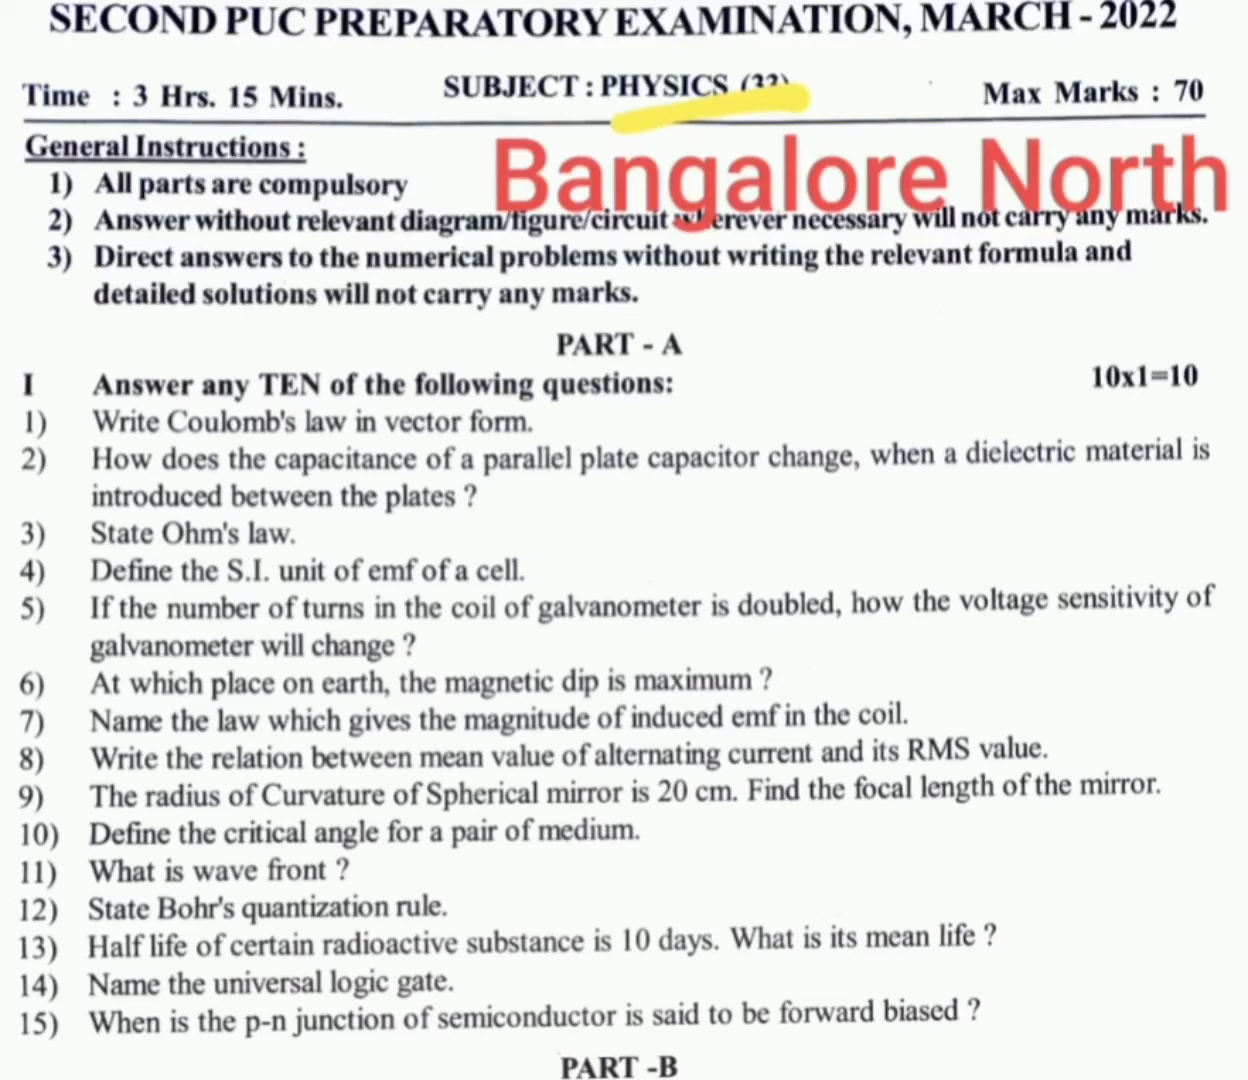 SECOND PUC PREPARATORY EXAMINATION, MARCH - 2022
Time : 3 Hrs. 15 Mins. SUBJECT : PHYSICS (33) Max Marks : 70
General Instructions :
Bangalore North
1) All parts are compulsory
2) Answer without relevant diagram/figure/circuit wherever necessary will not carry any marks.
3) Direct answers to the numerical problems without writing the relevant formula and
detailed solutions will not carry any marks.
PART - A
I Answer any TEN of the following questions: 10x1=10
1) Write Coulomb's law in vector form.
2) How does the capacitance of a parallel plate capacitor change, when a dielectric material is
introduced between the plates ?
3) State Ohm's law.
4) Define the S.I. unit of emf of a cell.
5) If the number of turns in the coil of galvanometer is doubled, how the voltage sensitivity of
galvanometer will change ?
6) At which place on earth, the magnetic dip is maximum ?
7) Name the law which gives the magnitude of induced emf in the coil.
8) Write the relation between mean value of alternating current and its RMS value.
9) The radius of Curvature of Spherical mirror is 20 cm. Find the focal length of the mirror.
10) Define the critical angle for a pair of medium.
11) What is wave front ?
12) State Bohr's quantization rule.
13) Half life of certain radioactive substance is 10 days. What is its mean life ?
14) Name the universal logic gate.
15) When is the p-n junction of semiconductor is said to be forward biased ?
PART -B